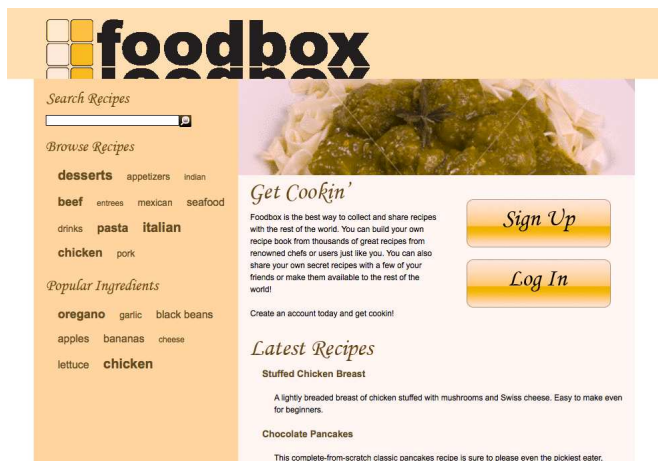 foodbox
Search Recipes
Browse Recipes
desserts appetizers indian
beef entrees mexican seafood
drinks pasta italian
chicken pork
Popular Ingredients
oregano garlic black beans
apples bananas cheese
lettuce chicken
Get Cookin'
Foodbox is the best way to collect and share recipes
with the rest of the world. You can build your own
recipe book from thousands of great recipes from
renowned chefs or users just like you. You can also
share your own secret recipes with a few of your
friends or make them available to the rest of the
world!
Create an account today and get cookin!
Sign Up
Log In
Latest Recipes
Stuffed Chicken Breast
A lightly breaded breast of chicken stuffed with mushrooms and Swiss cheese. Easy to make even
for beginners.
Chocolate Pancakes
This complete-from-scratch classic pancakes recipe is sure to please even the pickiest eater.